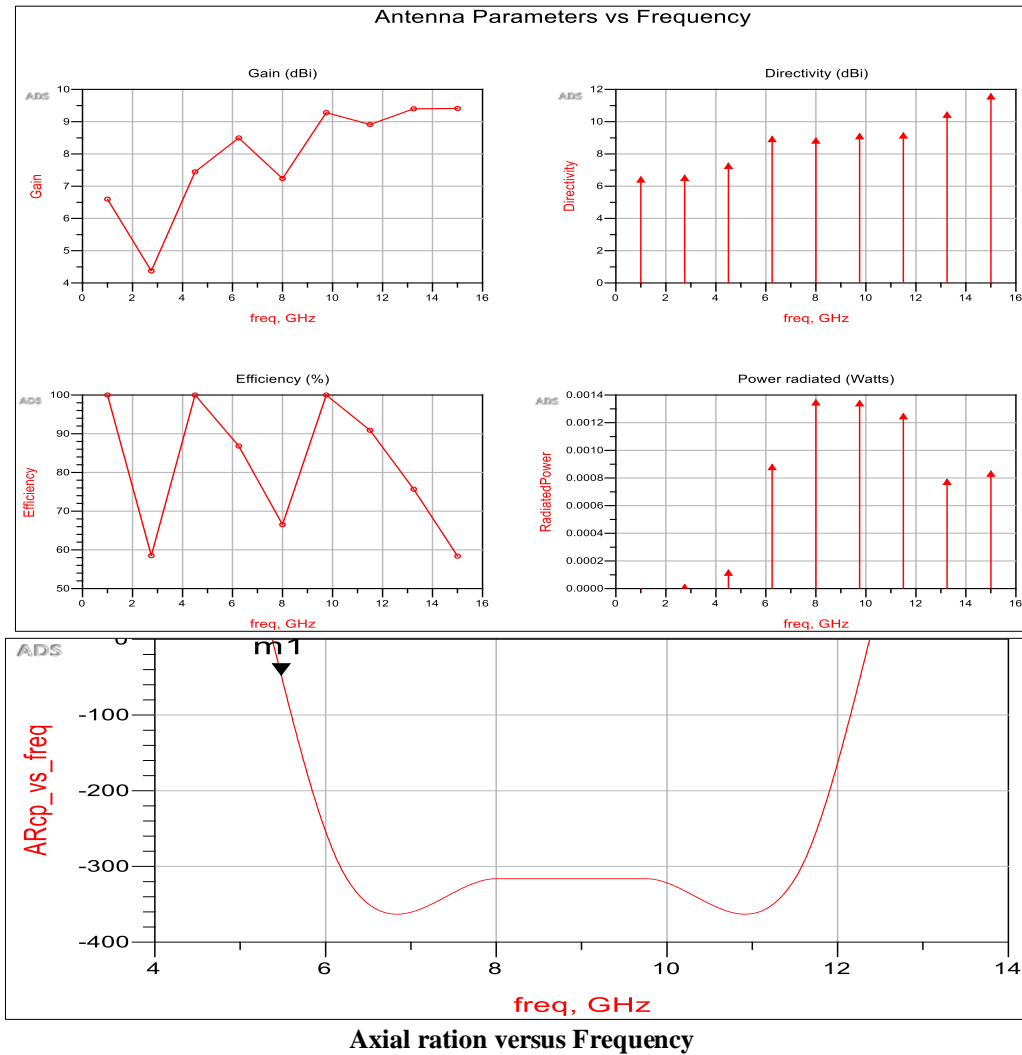 Antenna Parameters vs Frequency
Gain (dBi)
ADS
Gain
10
9
8
7
6
5
4
0 2 4 6 8 10 12 14 16
freq, GHz
Directivity (dBi)
ADS
Directivity
12
10
8
6
4
2
0
0 2 4 6 8 10 12 14 16
freq, GHz
Efficiency (%)
ADS
Efficiency
100
90
80
70
60
50
0 2 4 6 8 10 12 14 16
freq, GHz
Power radiated (Watts)
ADS
RadiatedPower
0.0014
0.0012
0.0010
0.0008
0.0006
0.0004
0.0002
0.0000
0 2 4 6 8 10 12 14 16
freq, GHz
ADS
m1
ARcp_vs_freq
0
-100
-200
-300
-400
4 6 8 10 12 14
freq, GHz
Axial ration versus Frequency